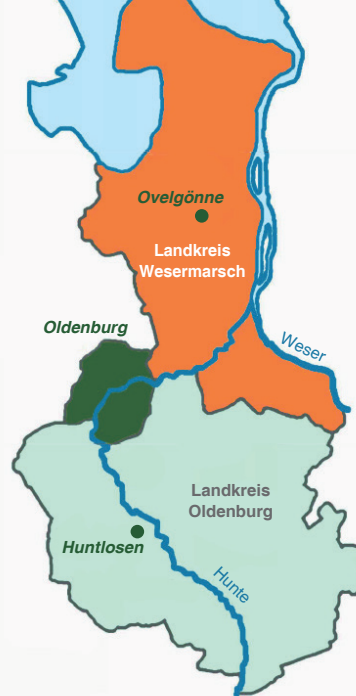 Ovelgönne
Landkreis
Wesermarsch
Oldenburg
Weser
Landkreis
Oldenburg
Huntlosen
Hunte